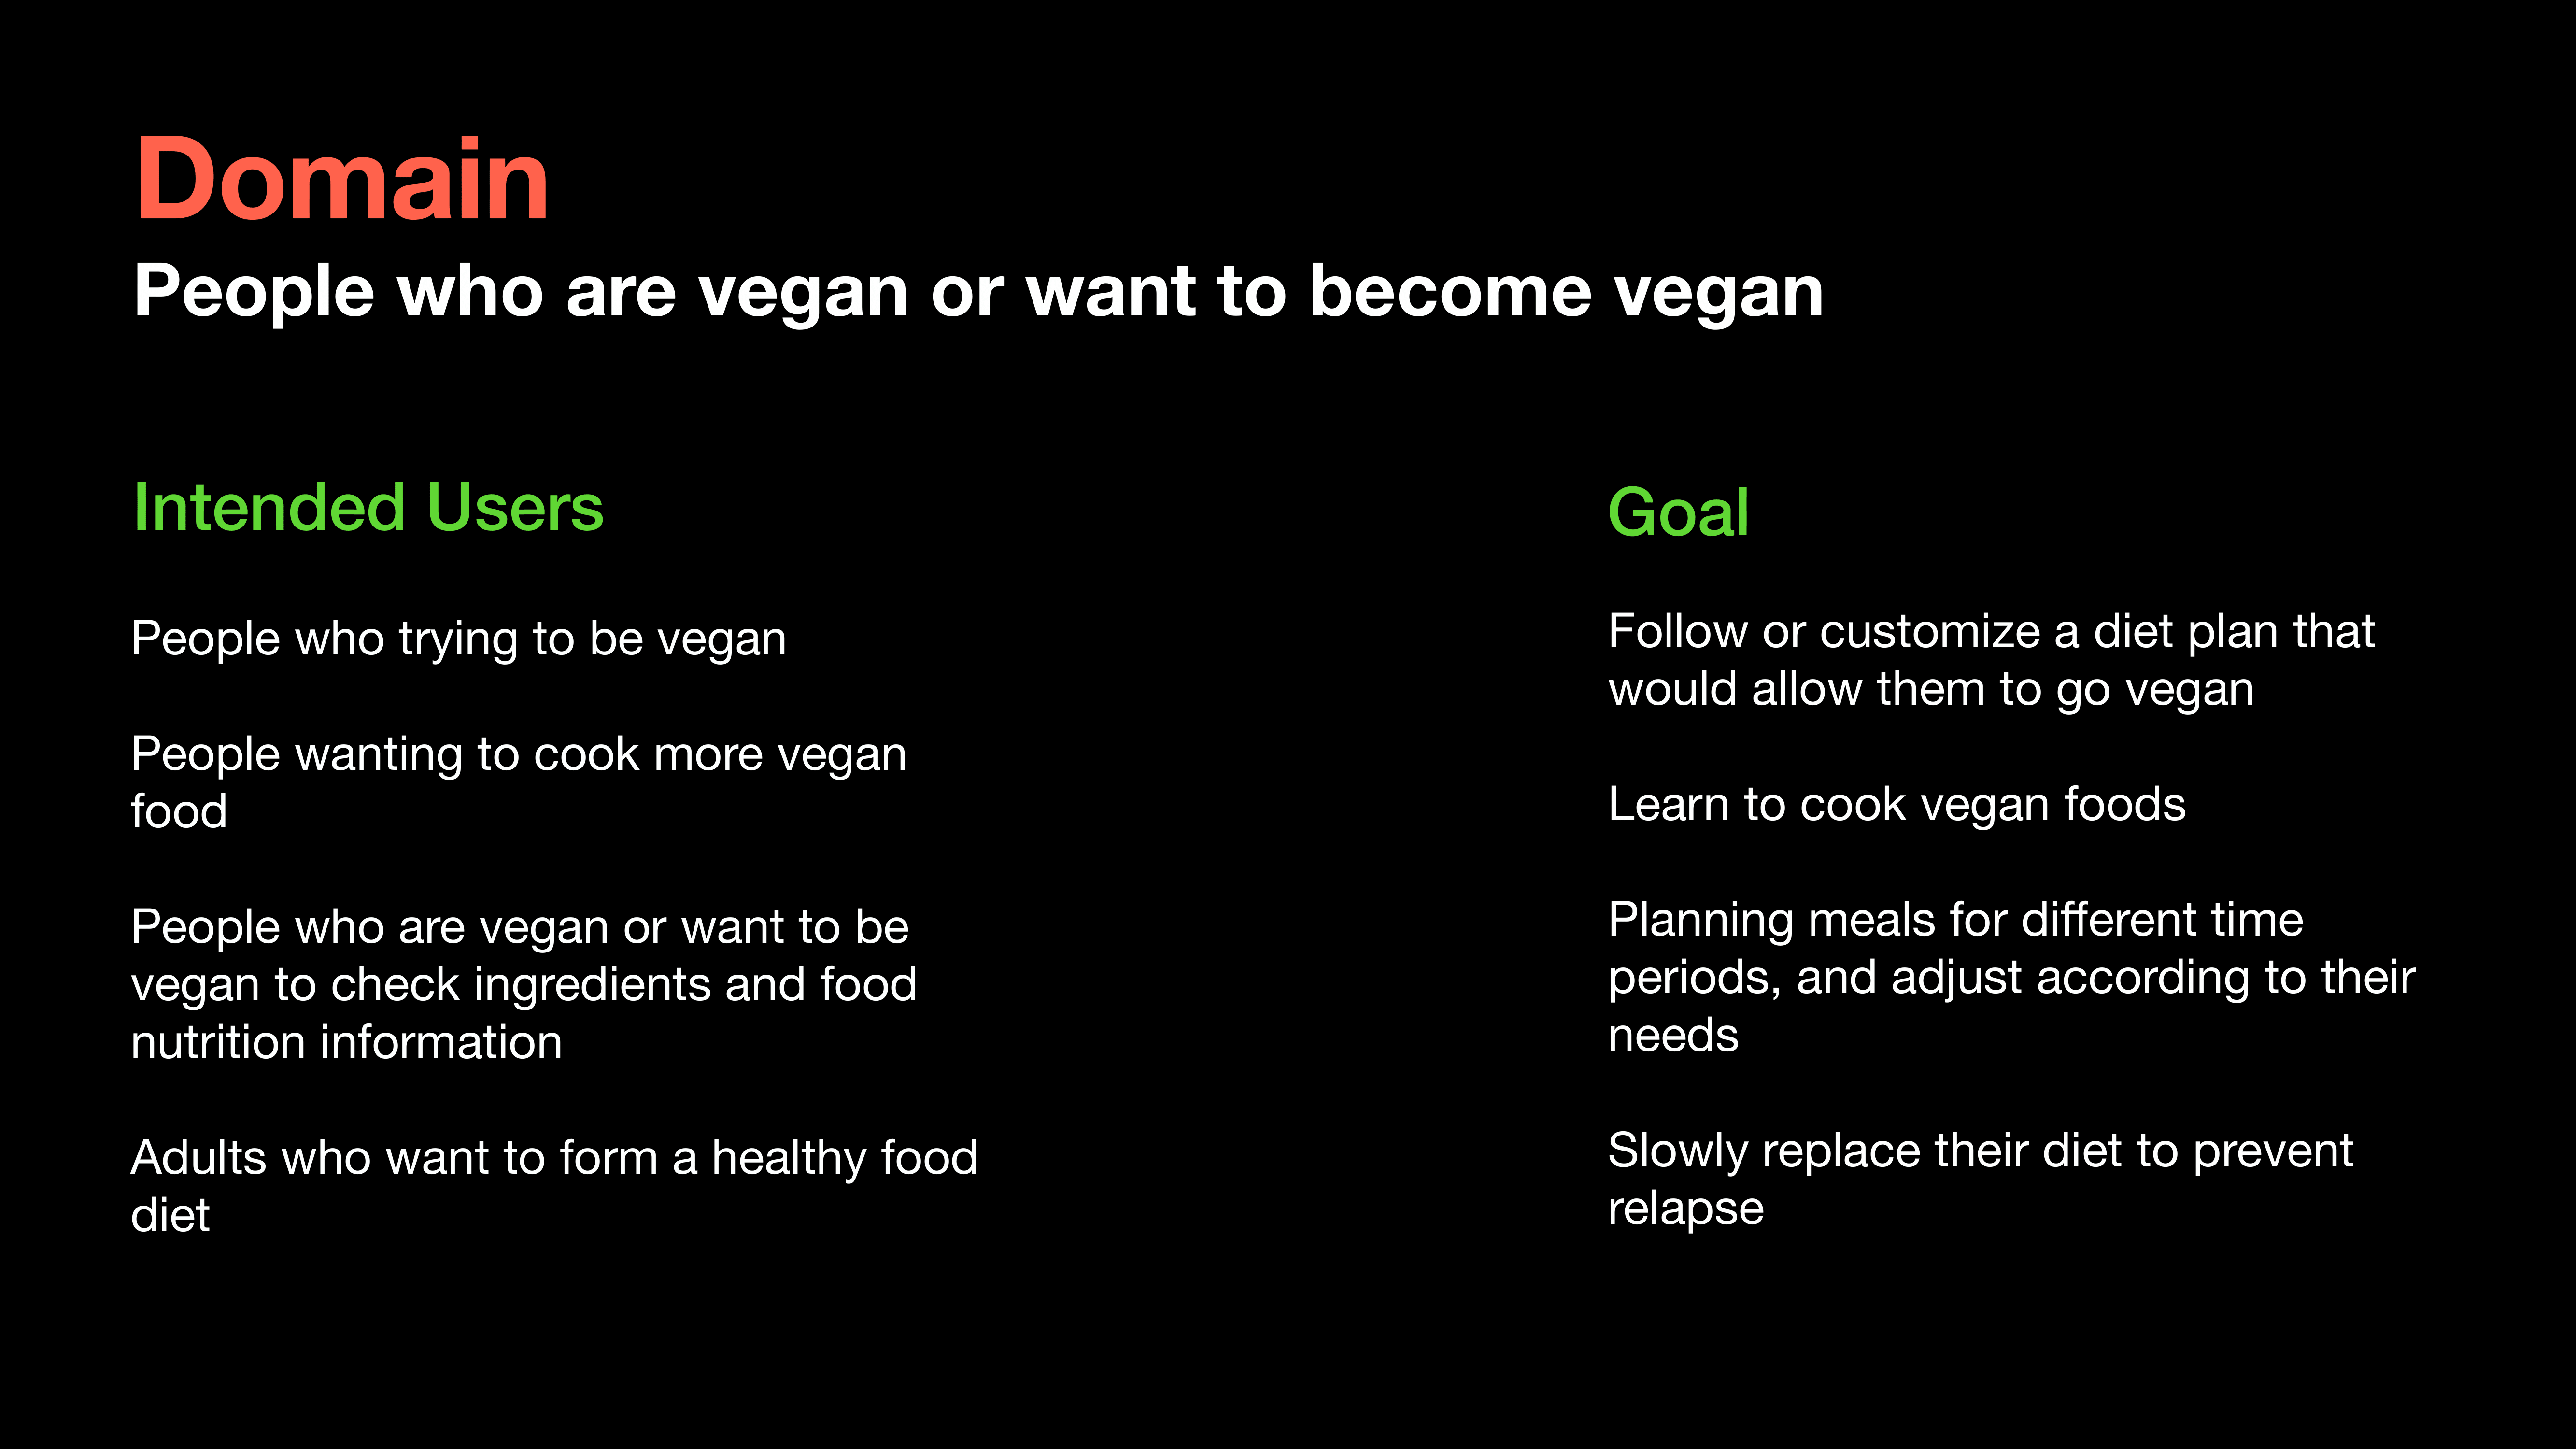 Domain
People who are vegan or want to become vegan
Intended Users
People who trying to be vegan
People wanting to cook more vegan
food
People who are vegan or want to be
vegan to check ingredients and food
nutrition information
Adults who want to form a healthy food
diet
Goal
Follow or customize a diet plan that
would allow them to go vegan
Learn to cook vegan foods
Planning meals for different time
periods, and adjust according to their
needs
Slowly replace their diet to prevent
relapse